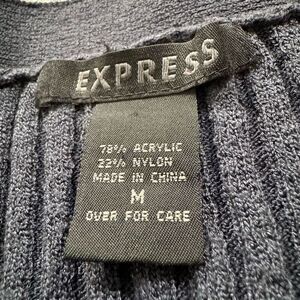 EXPRESS
78% ACRYLIC
22% NYLON
MADE IN CHINA
M
OVER FOR CARE